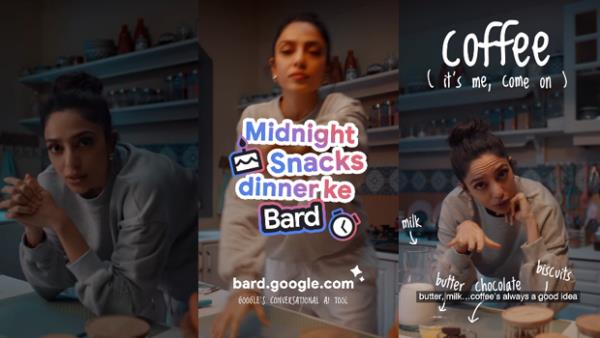 Midnight
Snacks
dinner ke
Bard
bard.google.com
GOOGLE'S CONVERSATIONAL AI TOOL
coffee
( it's me, come on )
milk
butter
chocolate
biscuits
butter, milk...coffee's always a good idea